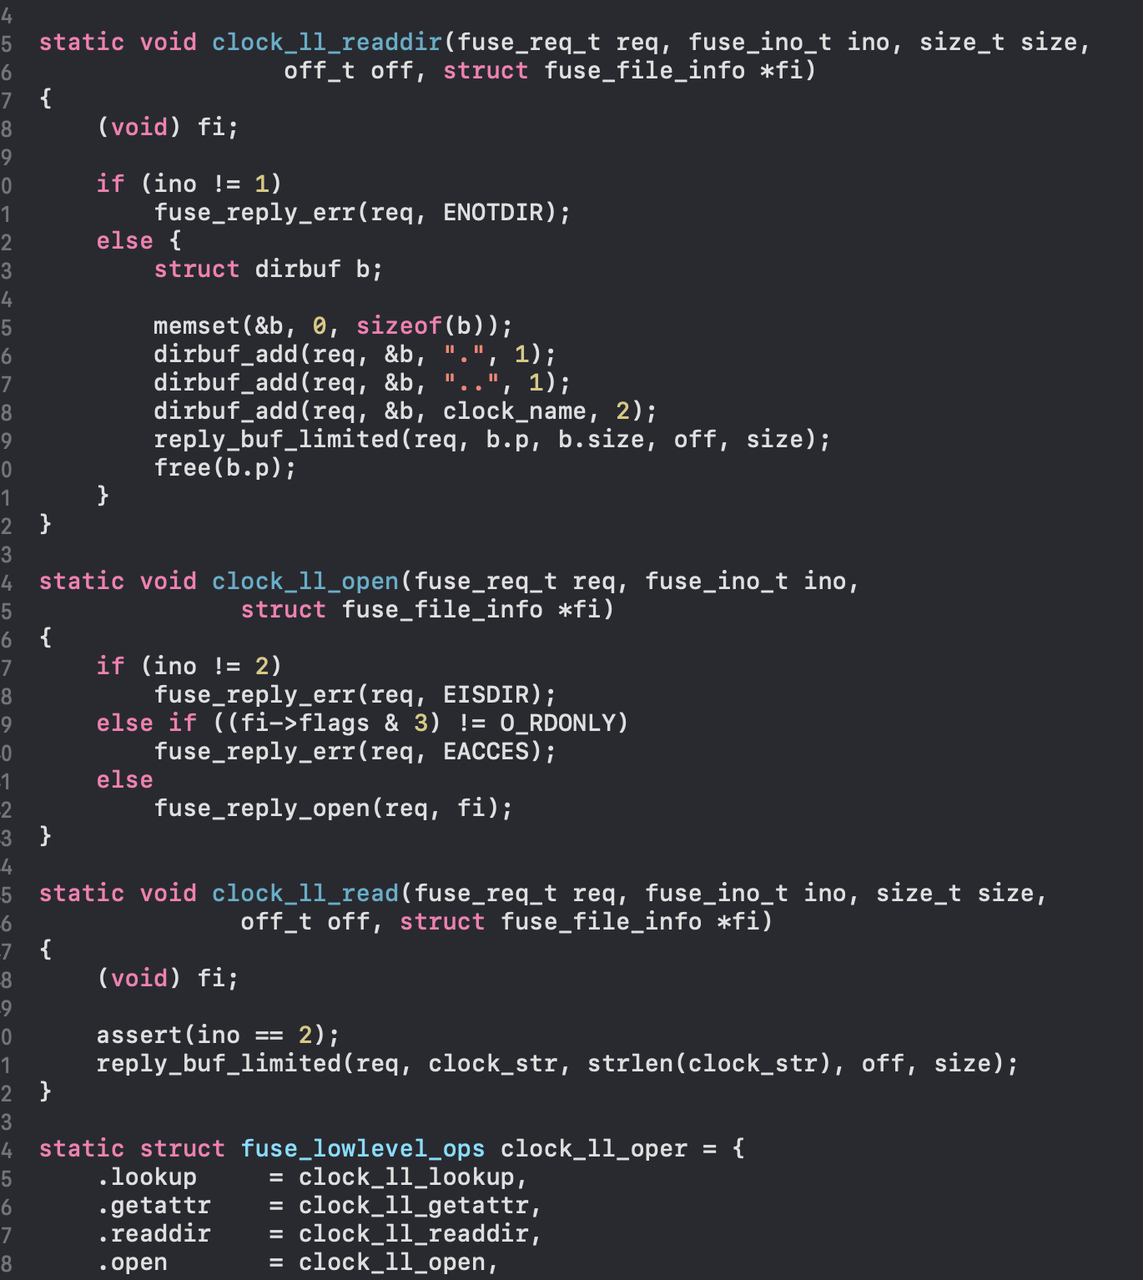 4
5 static void clock_ll_readdir(fuse_req_t req, fuse_ino_t ino, size_t size,
6                  off_t off, struct fuse_file_info *fi)
7 {
8     (void) fi;
9
0     if (ino != 1)
1         fuse_reply_err(req, ENOTDIR);
2     else {
3         struct dirbuf b;
4
5         memset(&b, 0, sizeof(b));
6         dirbuf_add(req, &b, ".", 1);
7         dirbuf_add(req, &b, "..", 1);
8         dirbuf_add(req, &b, clock_name, 2);
9         reply_buf_limited(req, b.p, b.size, off, size);
0         free(b.p);
1     }
2 }
3
4 static void clock_ll_open(fuse_req_t req, fuse_ino_t ino,
5               struct fuse_file_info *fi)
6 {
7     if (ino != 2)
8         fuse_reply_err(req, EISDIR);
9     else if ((fi->flags & 3) != O_RDONLY)
0         fuse_reply_err(req, EACCES);
1     else
2         fuse_reply_open(req, fi);
3 }
4
5 static void clock_ll_read(fuse_req_t req, fuse_ino_t ino, size_t size,
6               off_t off, struct fuse_file_info *fi)
7 {
8     (void) fi;
9
0     assert(ino == 2);
1     reply_buf_limited(req, clock_str, strlen(clock_str), off, size);
2 }
3
4 static struct fuse_lowlevel_ops clock_ll_oper = {
5     .lookup     = clock_ll_lookup,
6     .getattr    = clock_ll_getattr,
7     .readdir    = clock_ll_readdir,
8     .open       = clock_ll_open,